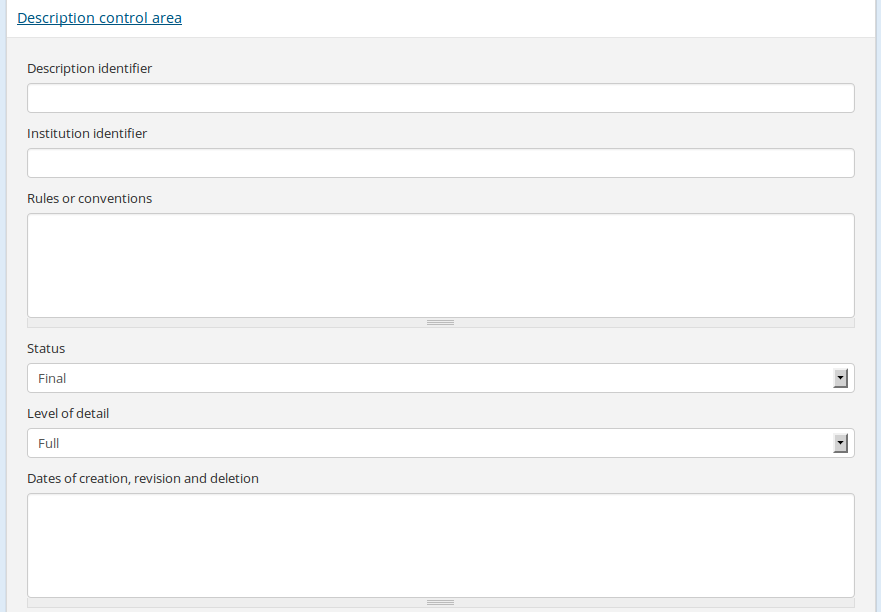 Description control area
Description identifier
Institution identifier
Rules or conventions
Status
Final
Level of detail
Full
Dates of creation, revision and deletion